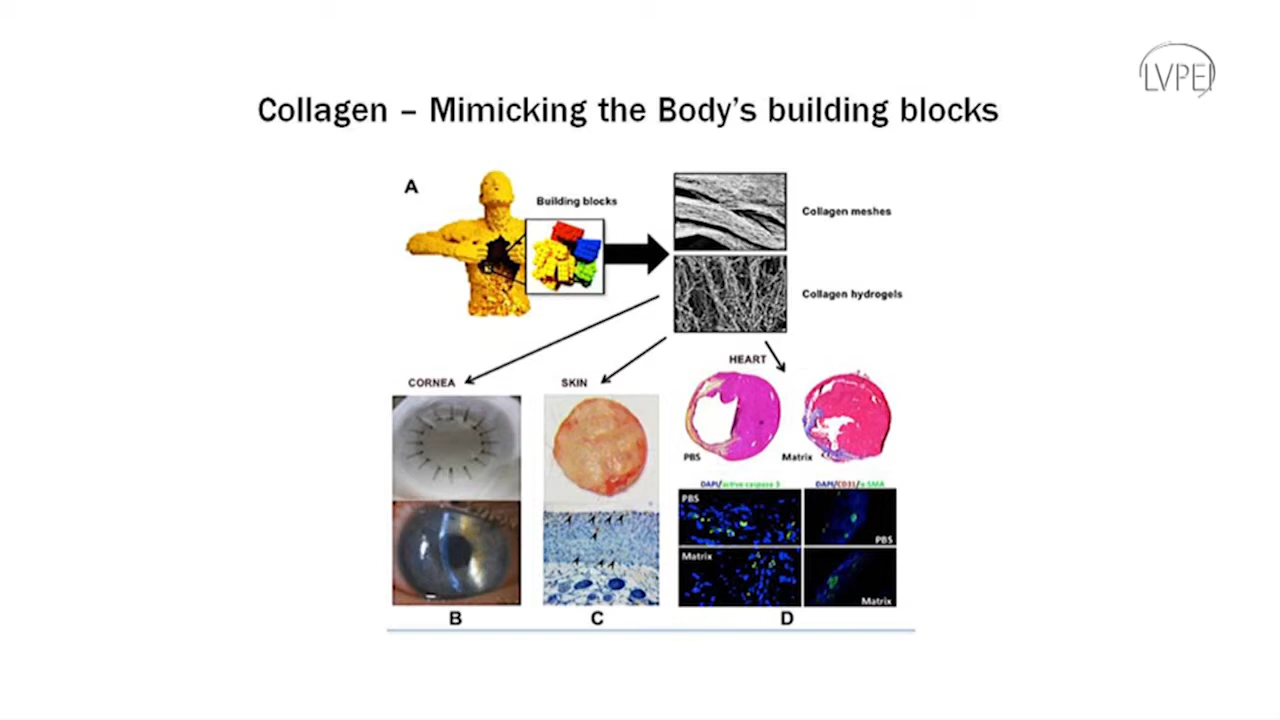 LVPEI
Collagen – Mimicking the Body's building blocks
A
Building blocks
Collagen meshes
Collagen hydrogels
HEART
CORNEA
SKIN
PBS
Matrix
DAPI/active caspase 3
DAPI/CD31/α SMA
PBS
PBS
Matrix
Matrix
B
C
D